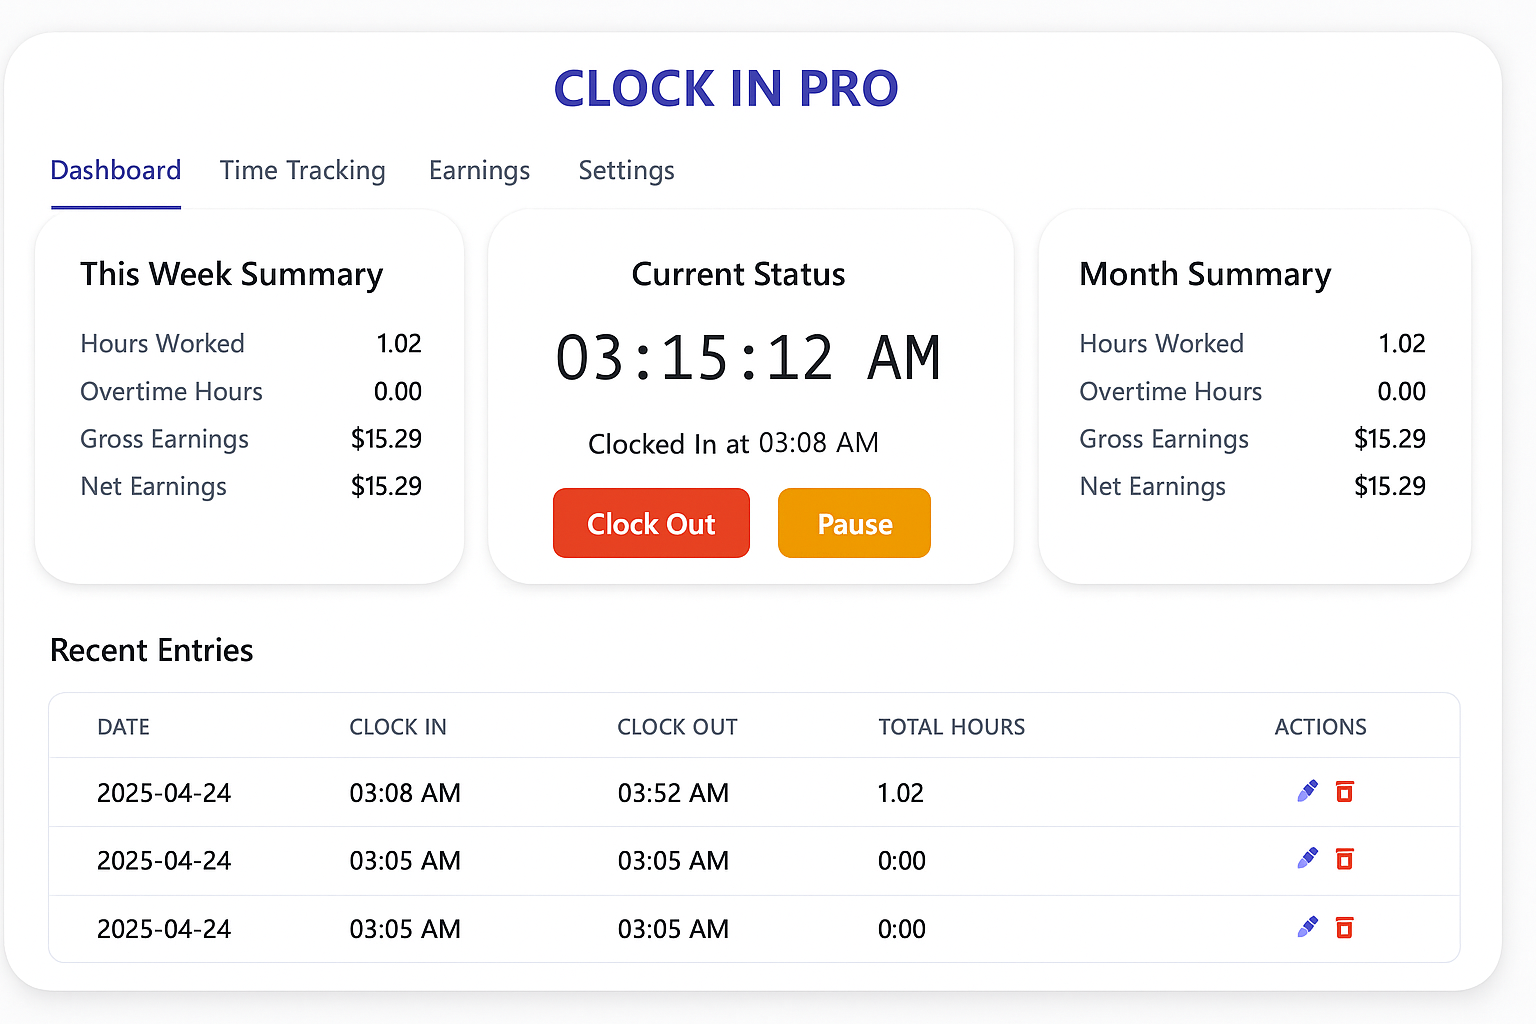 CLOCK IN PRO
Dashboard Time Tracking Earnings Settings
This Week Summary
Hours Worked 1.02
Overtime Hours 0.00
Gross Earnings $15.29
Net Earnings $15.29
Current Status
03:15:12 AM
Clocked In at 03:08 AM
Clock Out Pause
Month Summary
Hours Worked 1.02
Overtime Hours 0.00
Gross Earnings $15.29
Net Earnings $15.29
Recent Entries
DATE CLOCK IN CLOCK OUT TOTAL HOURS ACTIONS
2025-04-24 03:08 AM 03:52 AM 1.02
2025-04-24 03:05 AM 03:05 AM 0:00
2025-04-24 03:05 AM 03:05 AM 0:00